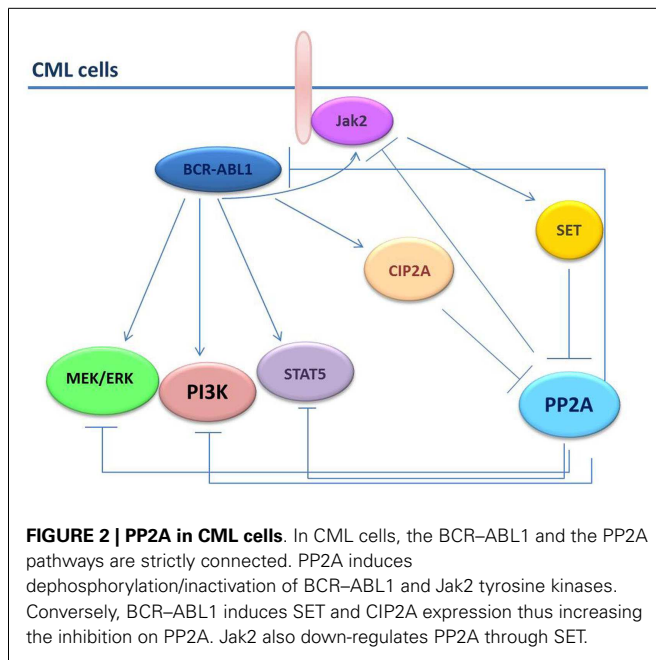 CML cells
Jak2
BCR-ABL1
SET
CIP2A
MEK/ERK
PI3K
STAT5
PP2A
FIGURE 2 | PP2A in CML cells. In CML cells, the BCR–ABL1 and the PP2A
pathways are strictly connected. PP2A induces
dephosphorylation/inactivation of BCR–ABL1 and Jak2 tyrosine kinases.
Conversely, BCR–ABL1 induces SET and CIP2A expression thus increasing
the inhibition on PP2A. Jak2 also down-regulates PP2A through SET.